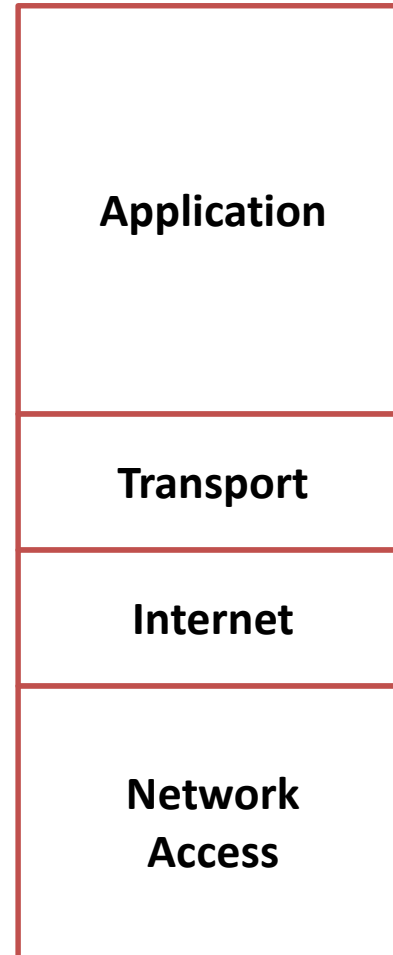 Application
Transport
Internet
Network
Access